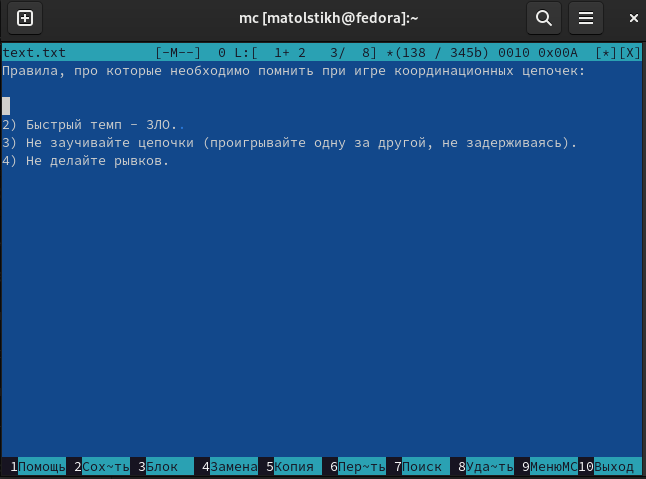 mc [matolstikh@fedora]:~
text.txt [-M--] 0 L:[ 1+ 2 3/ 8] *(138 / 345b) 0010 0x00A [*][X]
Правила, про которые необходимо помнить при игре координационных цепочек:
2) Быстрый темп - ЗЛО..
3) Не заучивайте цепочки (проигрывайте одну за другой, не задерживаясь).
4) Не делайте рывков.
1Помощь 2Сох~ть 3Блок 4Замена 5Копия 6Пер~ть 7Поиск 8Уда~ть 9МенюМС 10Выход